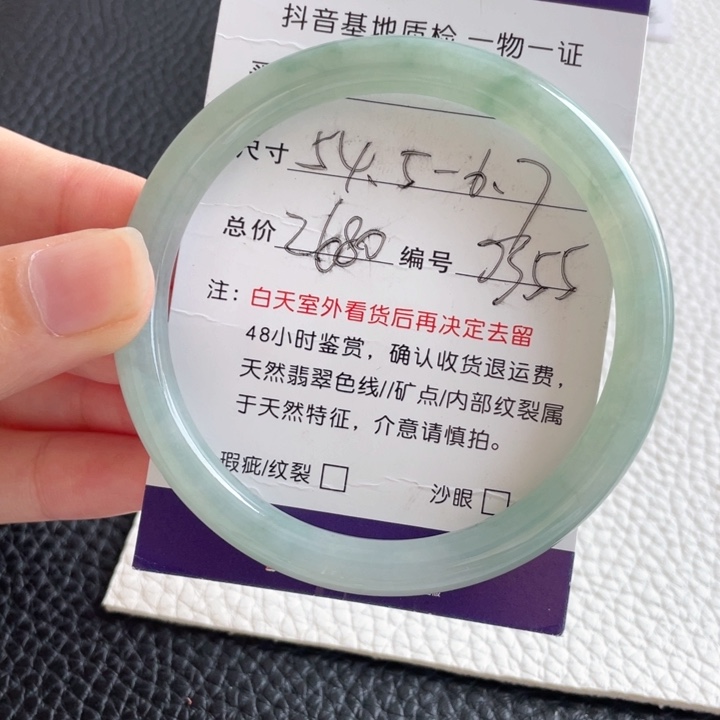 抖音基地质检 一物一证
尺寸 54.5-6.7
总价 2680 编号 J355
注：白天室外看货后再决定去留
48小时鉴赏，确认收货退运费，
天然翡翠色线//矿点/内部纹裂属
于天然特征，介意请慎拍。
瑕疵/纹裂□ 沙眼□